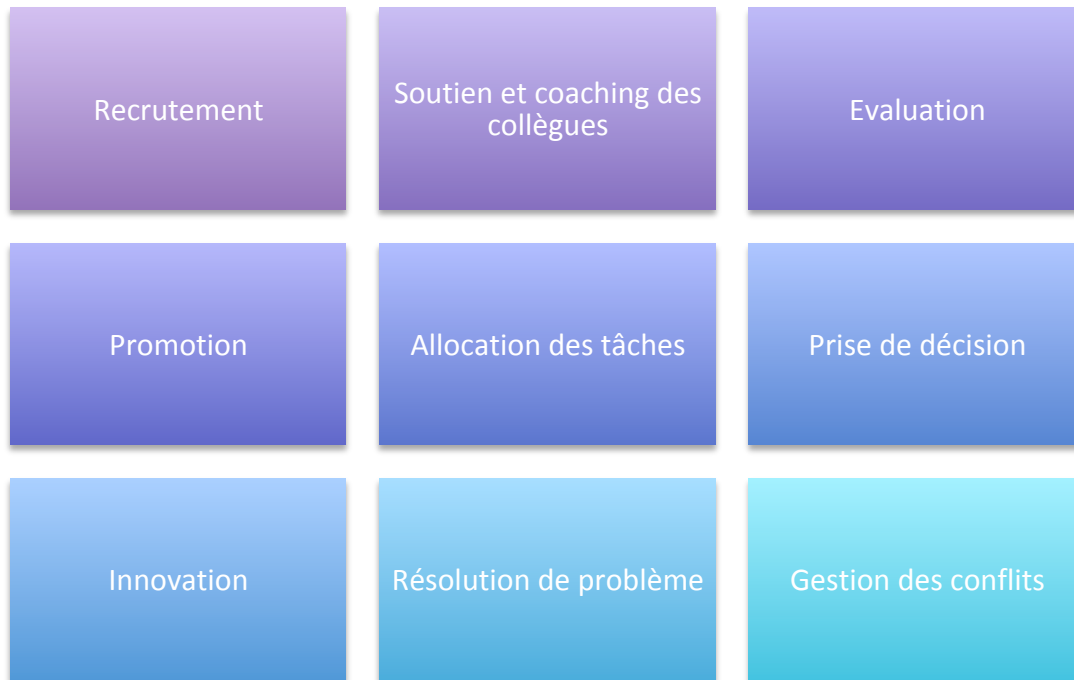 Recrutement
Soutien et coaching des
collègues
Evaluation
Promotion
Allocation des tâches
Prise de décision
Innovation
Résolution de problème
Gestion des conflits